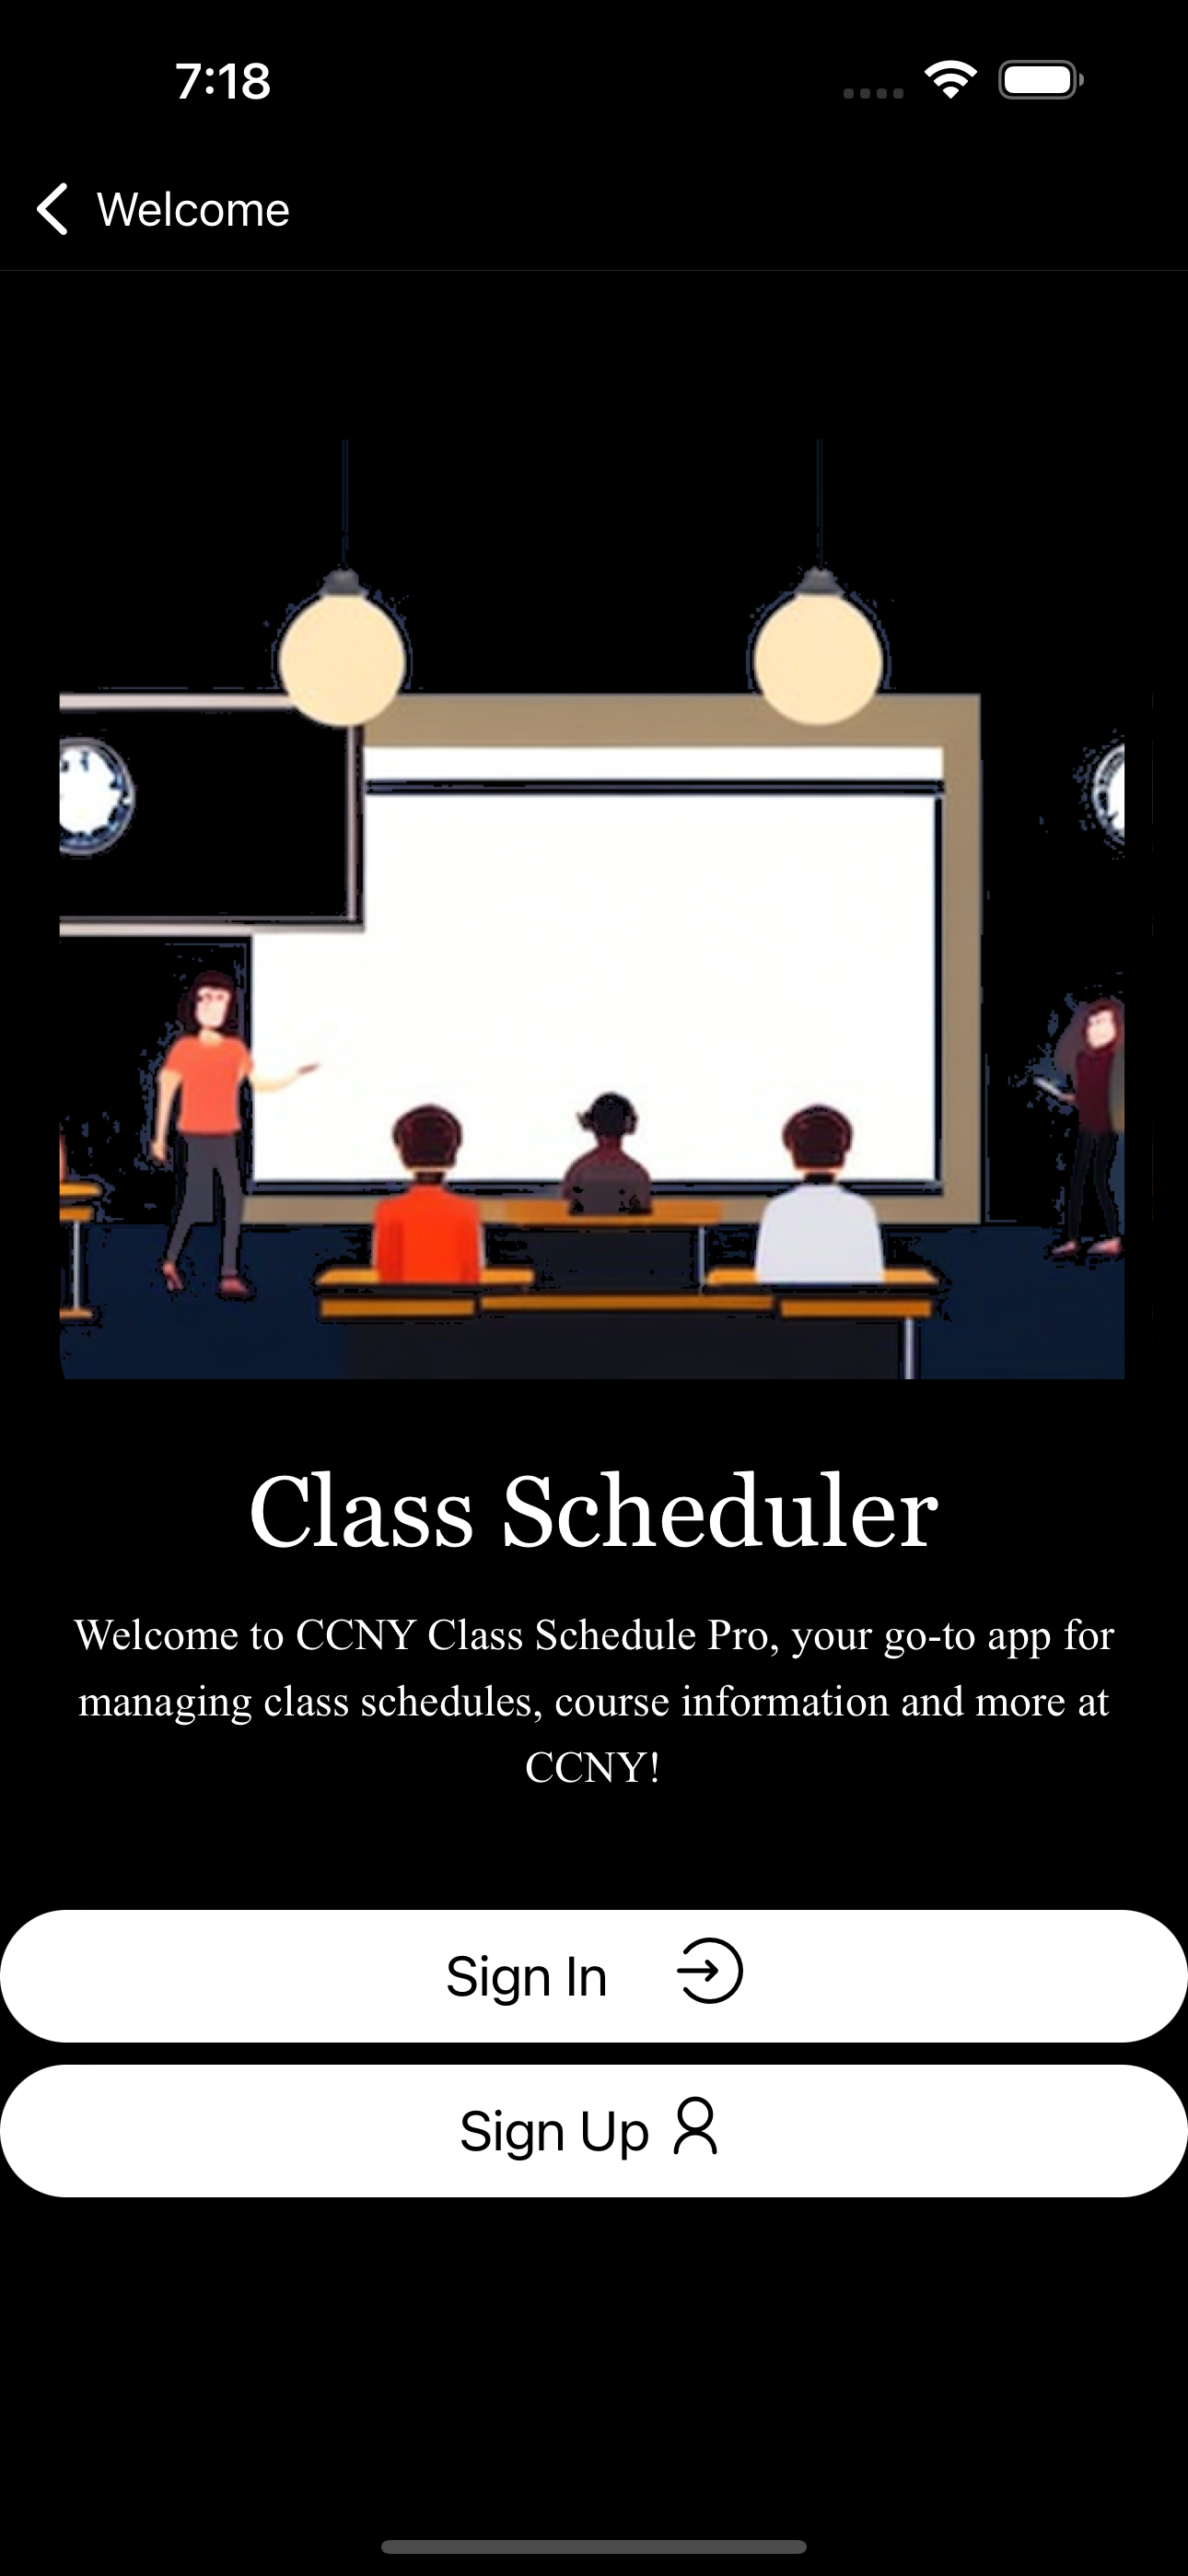 7:18
Welcome
Class Scheduler
Welcome to CCNY Class Schedule Pro, your go-to app for
managing class schedules, course information and more at
CCNY!
Sign In
Sign Up